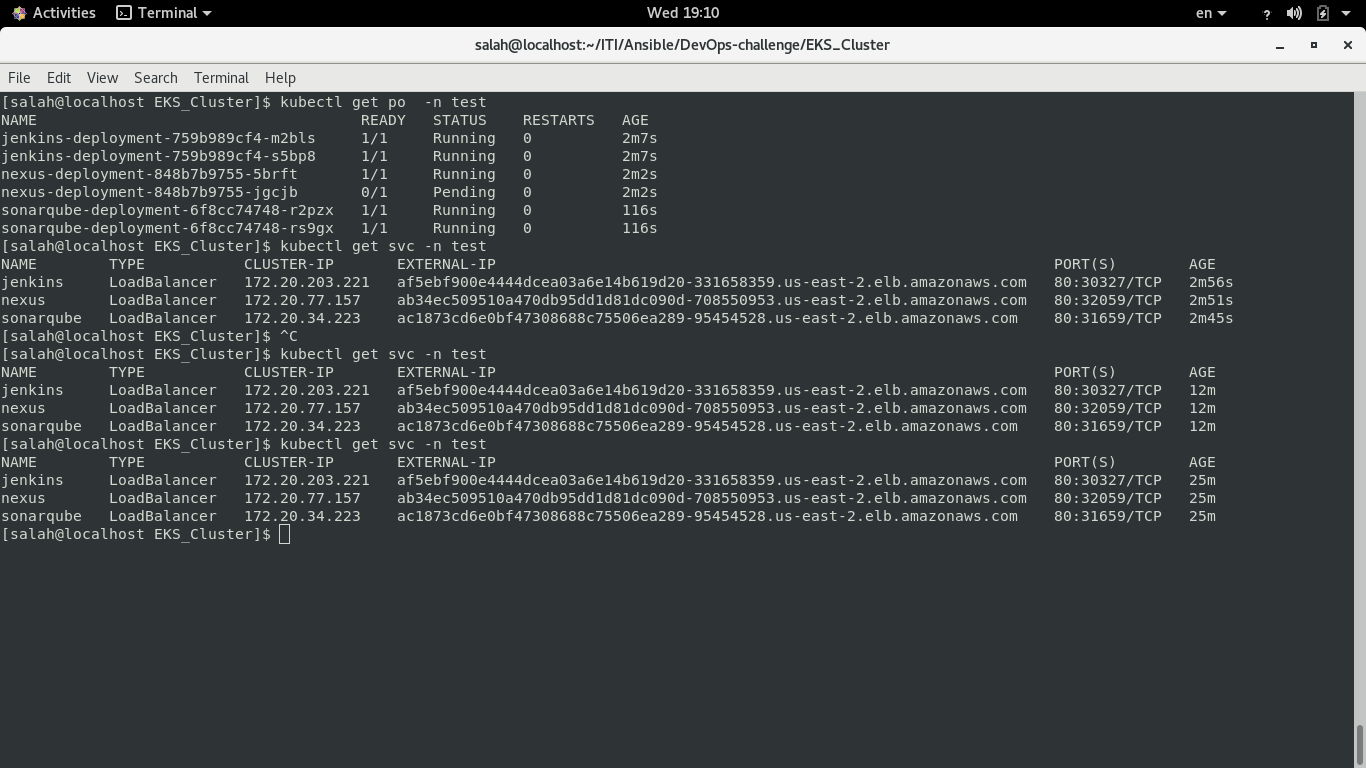 Activities Terminal Wed 19:10 en ?
salah@localhost:~/ITI/Ansible/DevOps-challenge/EKS_Cluster
File Edit View Search Terminal Help
[salah@localhost EKS_Cluster]$ kubectl get po  -n test
NAME                                    READY   STATUS    RESTARTS   AGE
jenkins-deployment-759b989cf4-m2bls     1/1     Running   0          2m7s
jenkins-deployment-759b989cf4-s5bp8     1/1     Running   0          2m7s
nexus-deployment-848b7b9755-5brft       1/1     Running   0          2m2s
nexus-deployment-848b7b9755-jgcjb       0/1     Pending   0          2m2s
sonarqube-deployment-6f8cc74748-r2pzx   1/1     Running   0          116s
sonarqube-deployment-6f8cc74748-rs9gx   1/1     Running   0          116s
[salah@localhost EKS_Cluster]$ kubectl get svc -n test
NAME        TYPE           CLUSTER-IP       EXTERNAL-IP                                                              PORT(S)        AGE
jenkins     LoadBalancer   172.20.203.221   af5ebf900e4444dcea03a6e14b619d20-331658359.us-east-2.elb.amazonaws.com   80:30327/TCP   2m56s
nexus       LoadBalancer   172.20.77.157    ab34ec509510a470db95dd1d81dc090d-708550953.us-east-2.elb.amazonaws.com   80:32059/TCP   2m51s
sonarqube   LoadBalancer   172.20.34.223    ac1873cd6e0bf47308688c75506ea289-95454528.us-east-2.elb.amazonaws.com    80:31659/TCP   2m45s
[salah@localhost EKS_Cluster]$ ^C
[salah@localhost EKS_Cluster]$ kubectl get svc -n test
NAME        TYPE           CLUSTER-IP       EXTERNAL-IP                                                              PORT(S)        AGE
jenkins     LoadBalancer   172.20.203.221   af5ebf900e4444dcea03a6e14b619d20-331658359.us-east-2.elb.amazonaws.com   80:30327/TCP   12m
nexus       LoadBalancer   172.20.77.157    ab34ec509510a470db95dd1d81dc090d-708550953.us-east-2.elb.amazonaws.com   80:32059/TCP   12m
sonarqube   LoadBalancer   172.20.34.223    ac1873cd6e0bf47308688c75506ea289-95454528.us-east-2.elb.amazonaws.com    80:31659/TCP   12m
[salah@localhost EKS_Cluster]$ kubectl get svc -n test
NAME        TYPE           CLUSTER-IP       EXTERNAL-IP                                                              PORT(S)        AGE
jenkins     LoadBalancer   172.20.203.221   af5ebf900e4444dcea03a6e14b619d20-331658359.us-east-2.elb.amazonaws.com   80:30327/TCP   25m
nexus       LoadBalancer   172.20.77.157    ab34ec509510a470db95dd1d81dc090d-708550953.us-east-2.elb.amazonaws.com   80:32059/TCP   25m
sonarqube   LoadBalancer   172.20.34.223    ac1873cd6e0bf47308688c75506ea289-95454528.us-east-2.elb.amazonaws.com    80:31659/TCP   25m
[salah@localhost EKS_Cluster]$